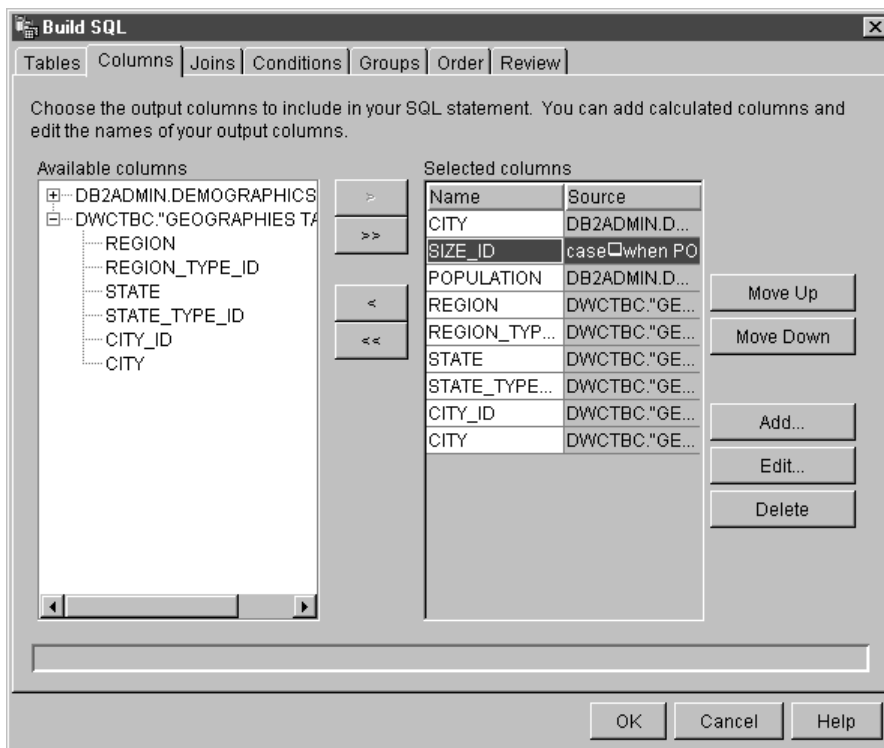 Build SQL
Tables Columns Joins Conditions Groups Order Review
Choose the output columns to include in your SQL statement. You can add calculated columns and
edit the names of your output columns.
Available columns
DB2ADMIN.DEMOGRAPHICS
DWCTBC."GEOGRAPHIES TA
REGION
REGION_TYPE_ID
STATE
STATE_TYPE_ID
CITY_ID
CITY
>
>>
<
<<
Selected columns
Name Source
CITY DB2ADMIN.D...
SIZE_ID case□when PO
POPULATION DB2ADMIN.D...
REGION DWCTBC."GE...
REGION_TYP... DWCTBC."GE...
STATE DWCTBC."GE...
STATE_TYPE... DWCTBC."GE...
CITY_ID DWCTBC."GE...
CITY DWCTBC."GE...
Move Up
Move Down
Add...
Edit...
Delete
OK Cancel Help